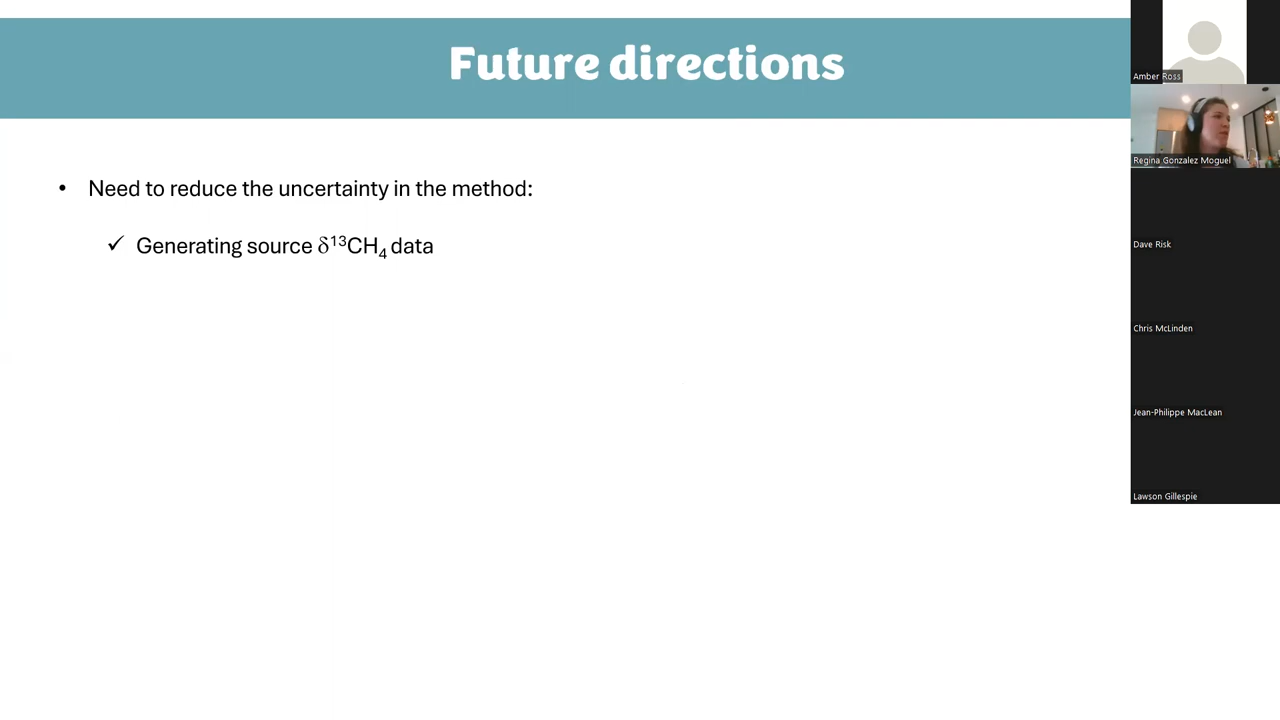 Future directions
• Need to reduce the uncertainty in the method:
✓ Generating source δ¹³CH₄ data
Amber Ross
Regina Gonzalez Moguel
Dave Risk
Chris McLinden
Jean-Philippe MacLean
Lawson Gillespie